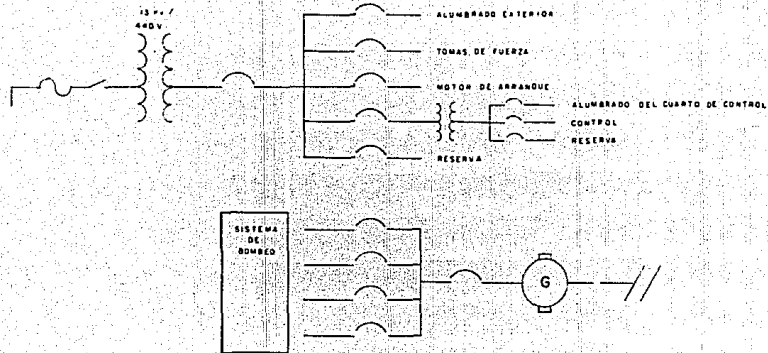 13 KV /
440 V
ALUMBRADO EXTERIOR
TOMAS DE FUERZA
MOTOR DE ARRANQUE
ALUMBRADO DEL CUARTO DE CONTROL
CONTROL
RESERVA
RESERVA
SISTEMA
DE
BOMBEO
G